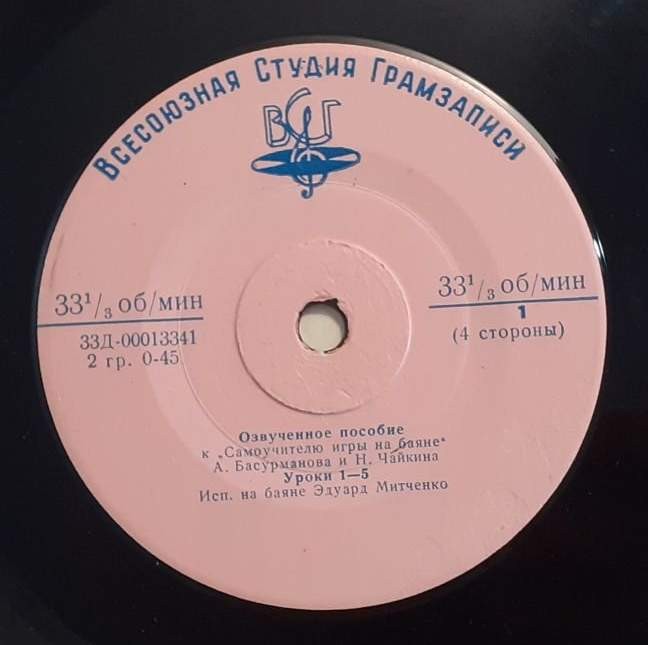 Всесоюзная Студия Грамзаписи
ВСГ
33¹/₃ об/мин
33Д-00013341
2 гр. 0-45
33¹/₃ об/мин
1
(4 стороны)
Озвученное пособие
к „Самоучителю игры на баяне"
А. Басурманова и Н. Чайкина
Уроки 1—5
Исп. на баяне Эдуард Митченко